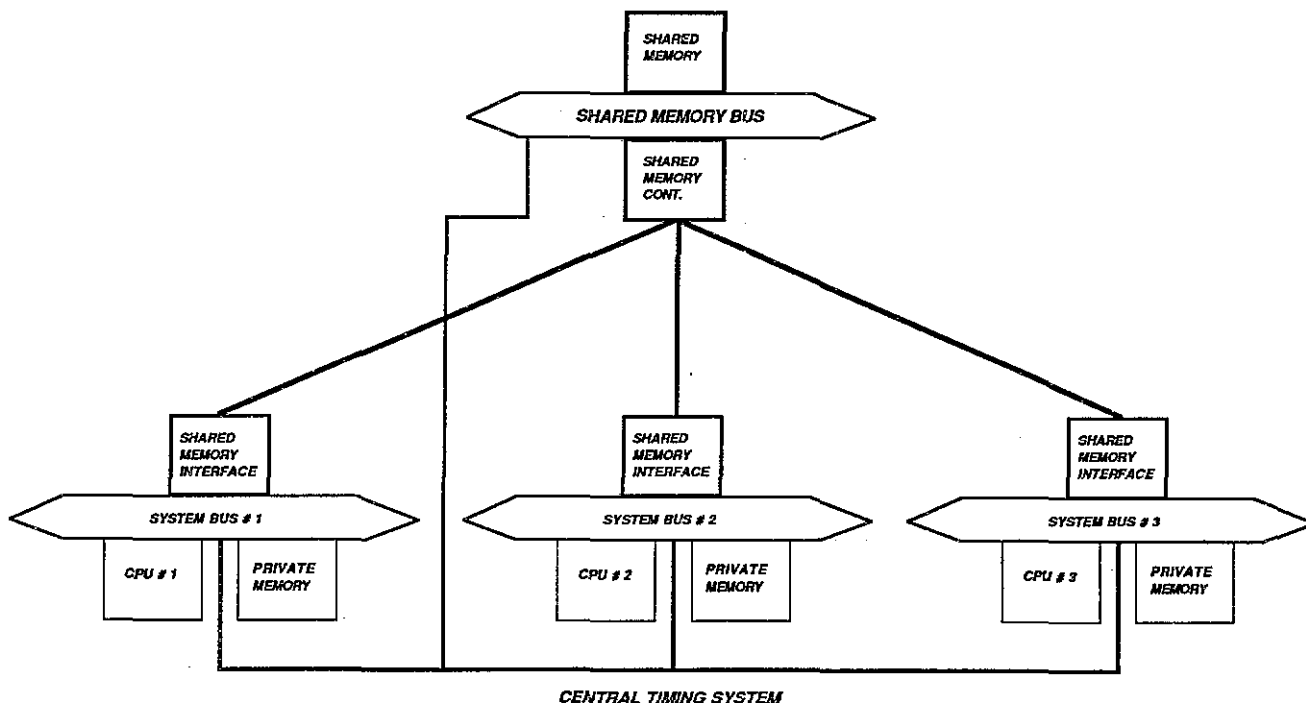 SHARED
MEMORY
SHARED MEMORY BUS
SHARED
MEMORY
CONT.
SHARED
MEMORY
INTERFACE
SHARED
MEMORY
INTERFACE
SHARED
MEMORY
INTERFACE
SYSTEM BUS # 1
SYSTEM BUS # 2
SYSTEM BUS # 3
CPU # 1
PRIVATE
MEMORY
CPU # 2
PRIVATE
MEMORY
CPU # 3
PRIVATE
MEMORY
CENTRAL TIMING SYSTEM